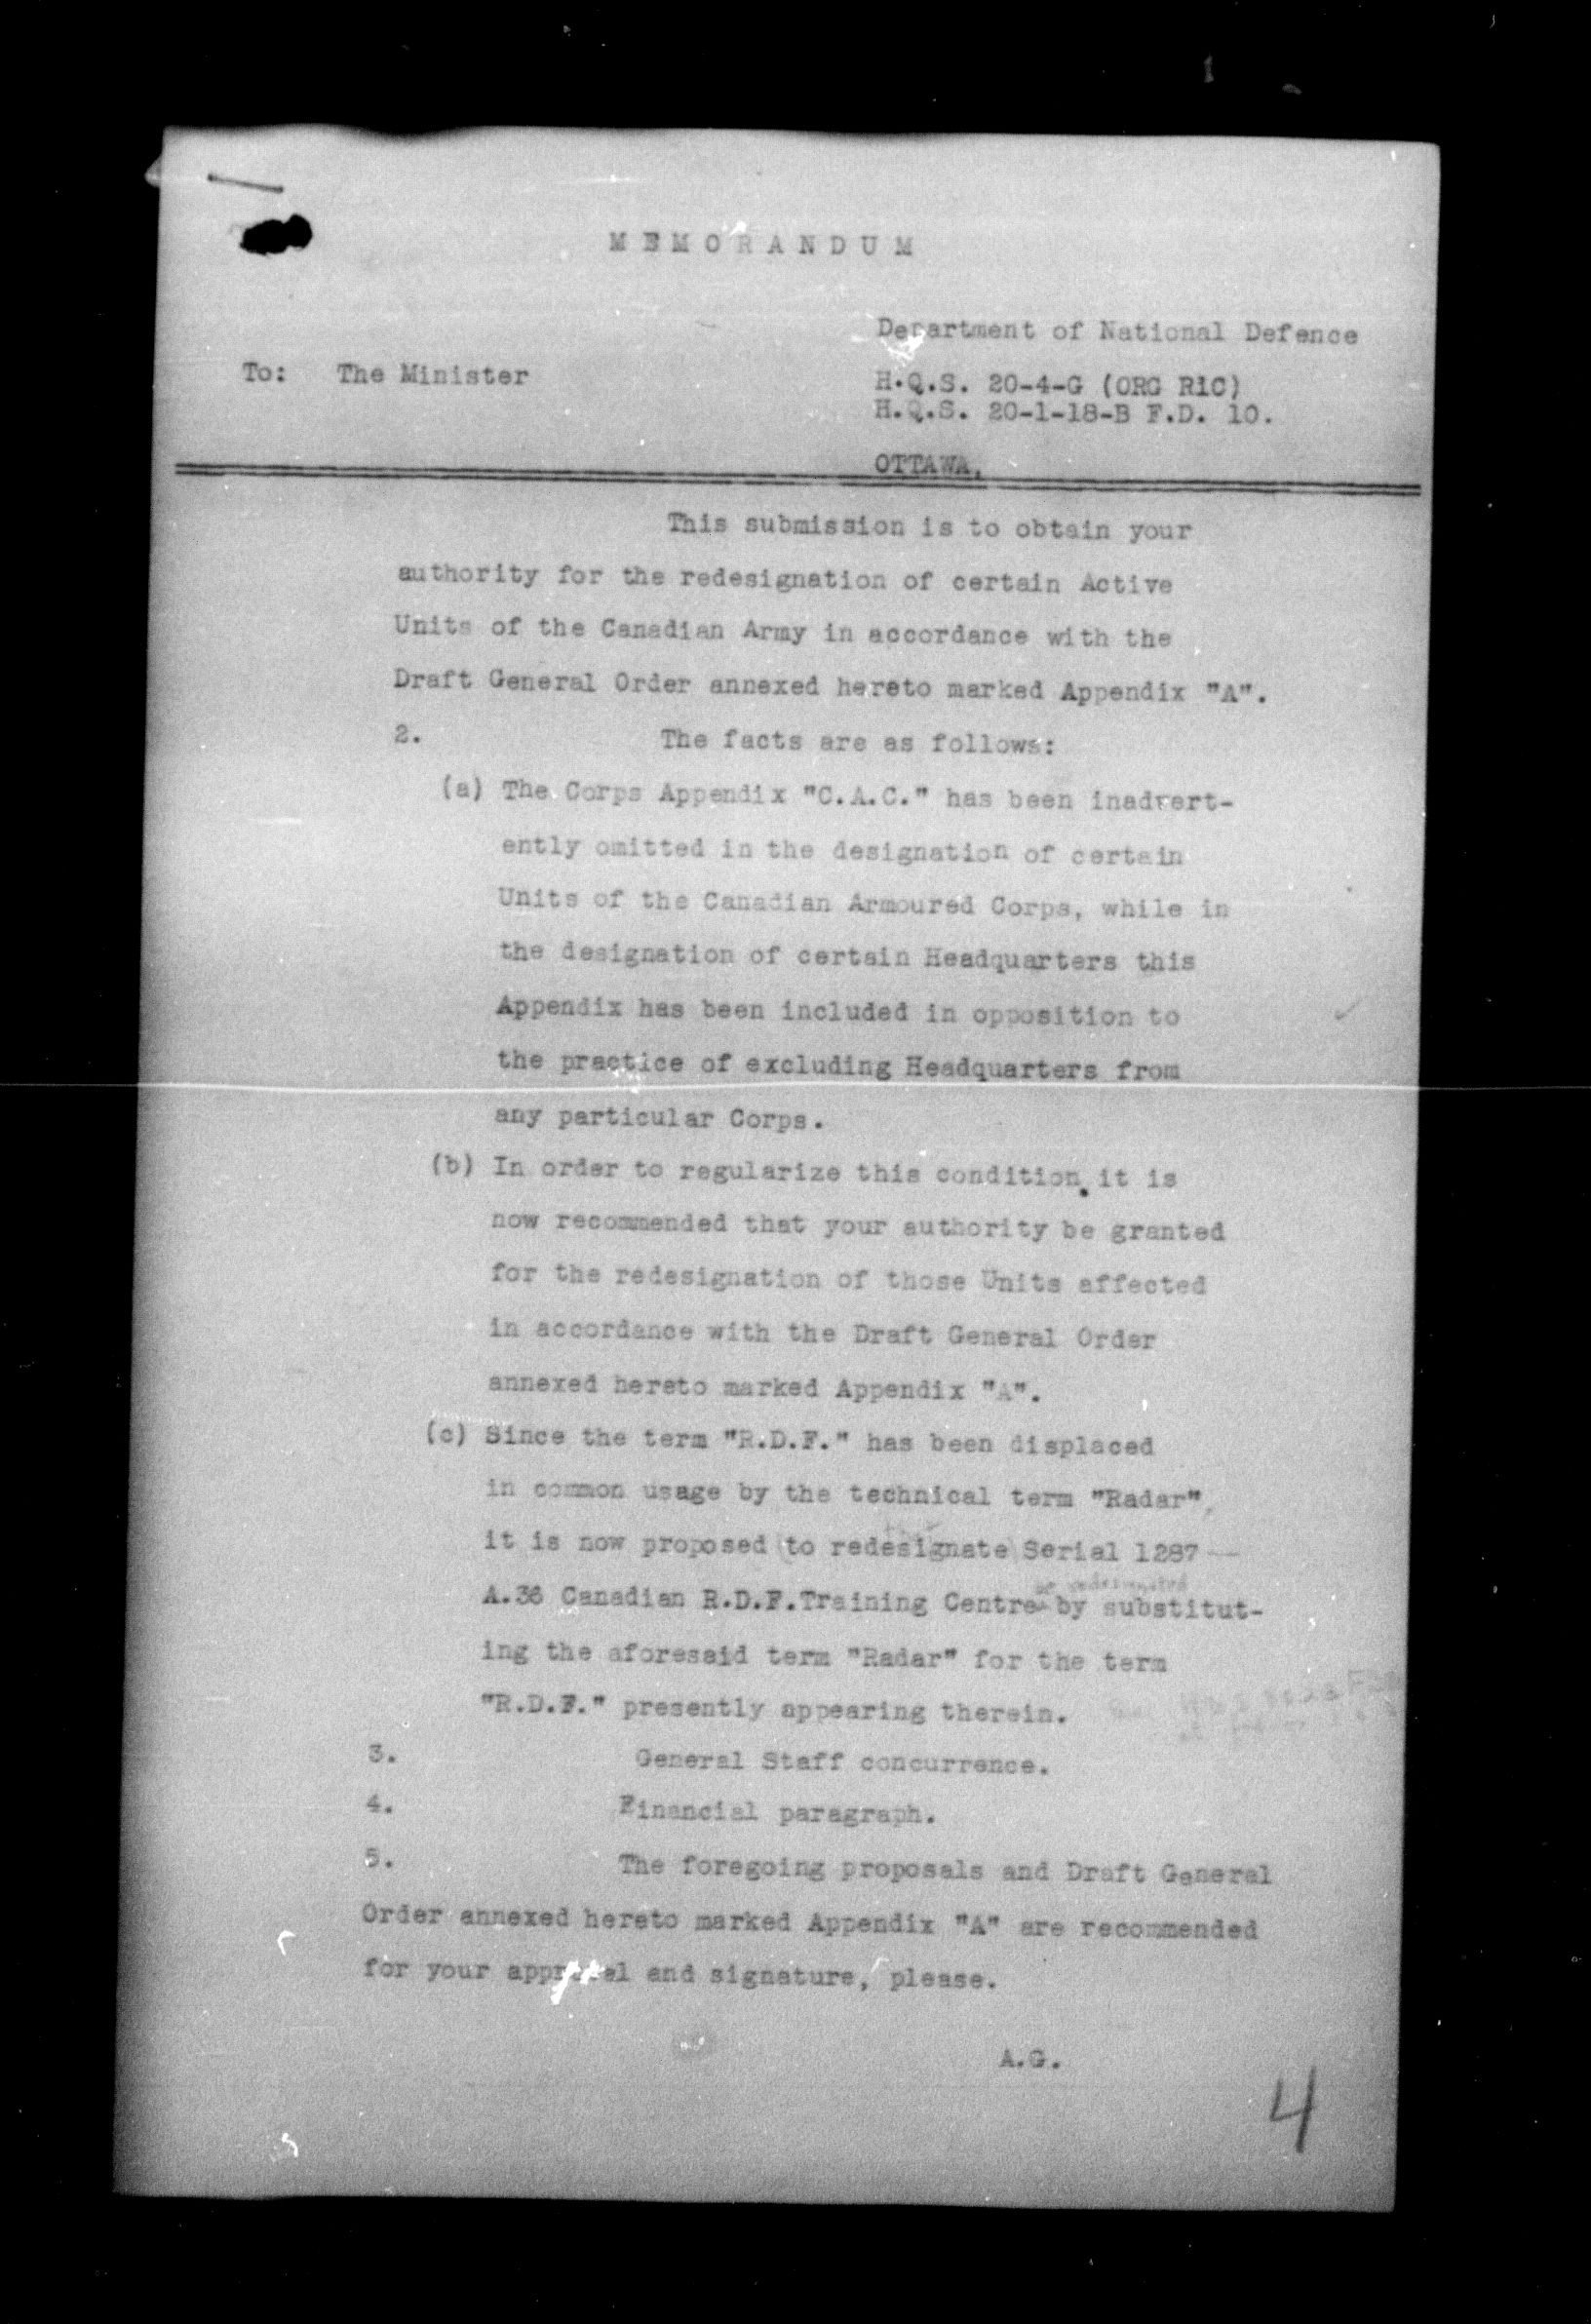 MEMORANDUM
Department of National Defence
To: The Minister
H.Q.S. 20-4-G (ORG R1C)
H.Q.S. 20-1-18-B F.D. 10.
OTTAWA,
This submission is to obtain your
authority for the redesignation of certain Active
Units of the Canadian Army in accordance with the
Draft General Order annexed hereto marked Appendix "A".
2. The facts are as follows:
(a) The Corps Appendix "C.A.C." has been inadvert-
ently omitted in the designation of certain
Units of the Canadian Armoured Corps, while in
the designation of certain Headquarters this
Appendix has been included in opposition to
the practice of excluding Headquarters from
any particular Corps.
(b) In order to regularize this condition, it is
now recommended that your authority be granted
for the redesignation of those Units affected
in accordance with the Draft General Order
annexed hereto marked Appendix "A".
(c) Since the term "R.D.F." has been displaced
in common usage by the technical term "Radar",
it is now proposed (to redesignate) Serial 1287
be redesignated
A.36 Canadian R.D.F.Training Centre by substitut-
ing the aforesaid term "Radar" for the term
"R.D.F." presently appearing therein.
3. General Staff concurrence.
4. Financial paragraph.
5. The foregoing proposals and Draft General
Order annexed hereto marked Appendix "A" are recommended
for your approval and signature, please.
A.G.
4